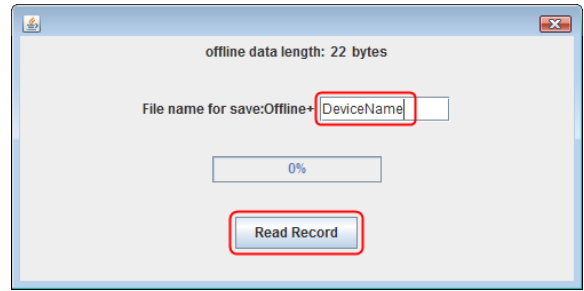 offline data length: 22 bytes
File name for save:Offline+ DeviceName
0%
Read Record